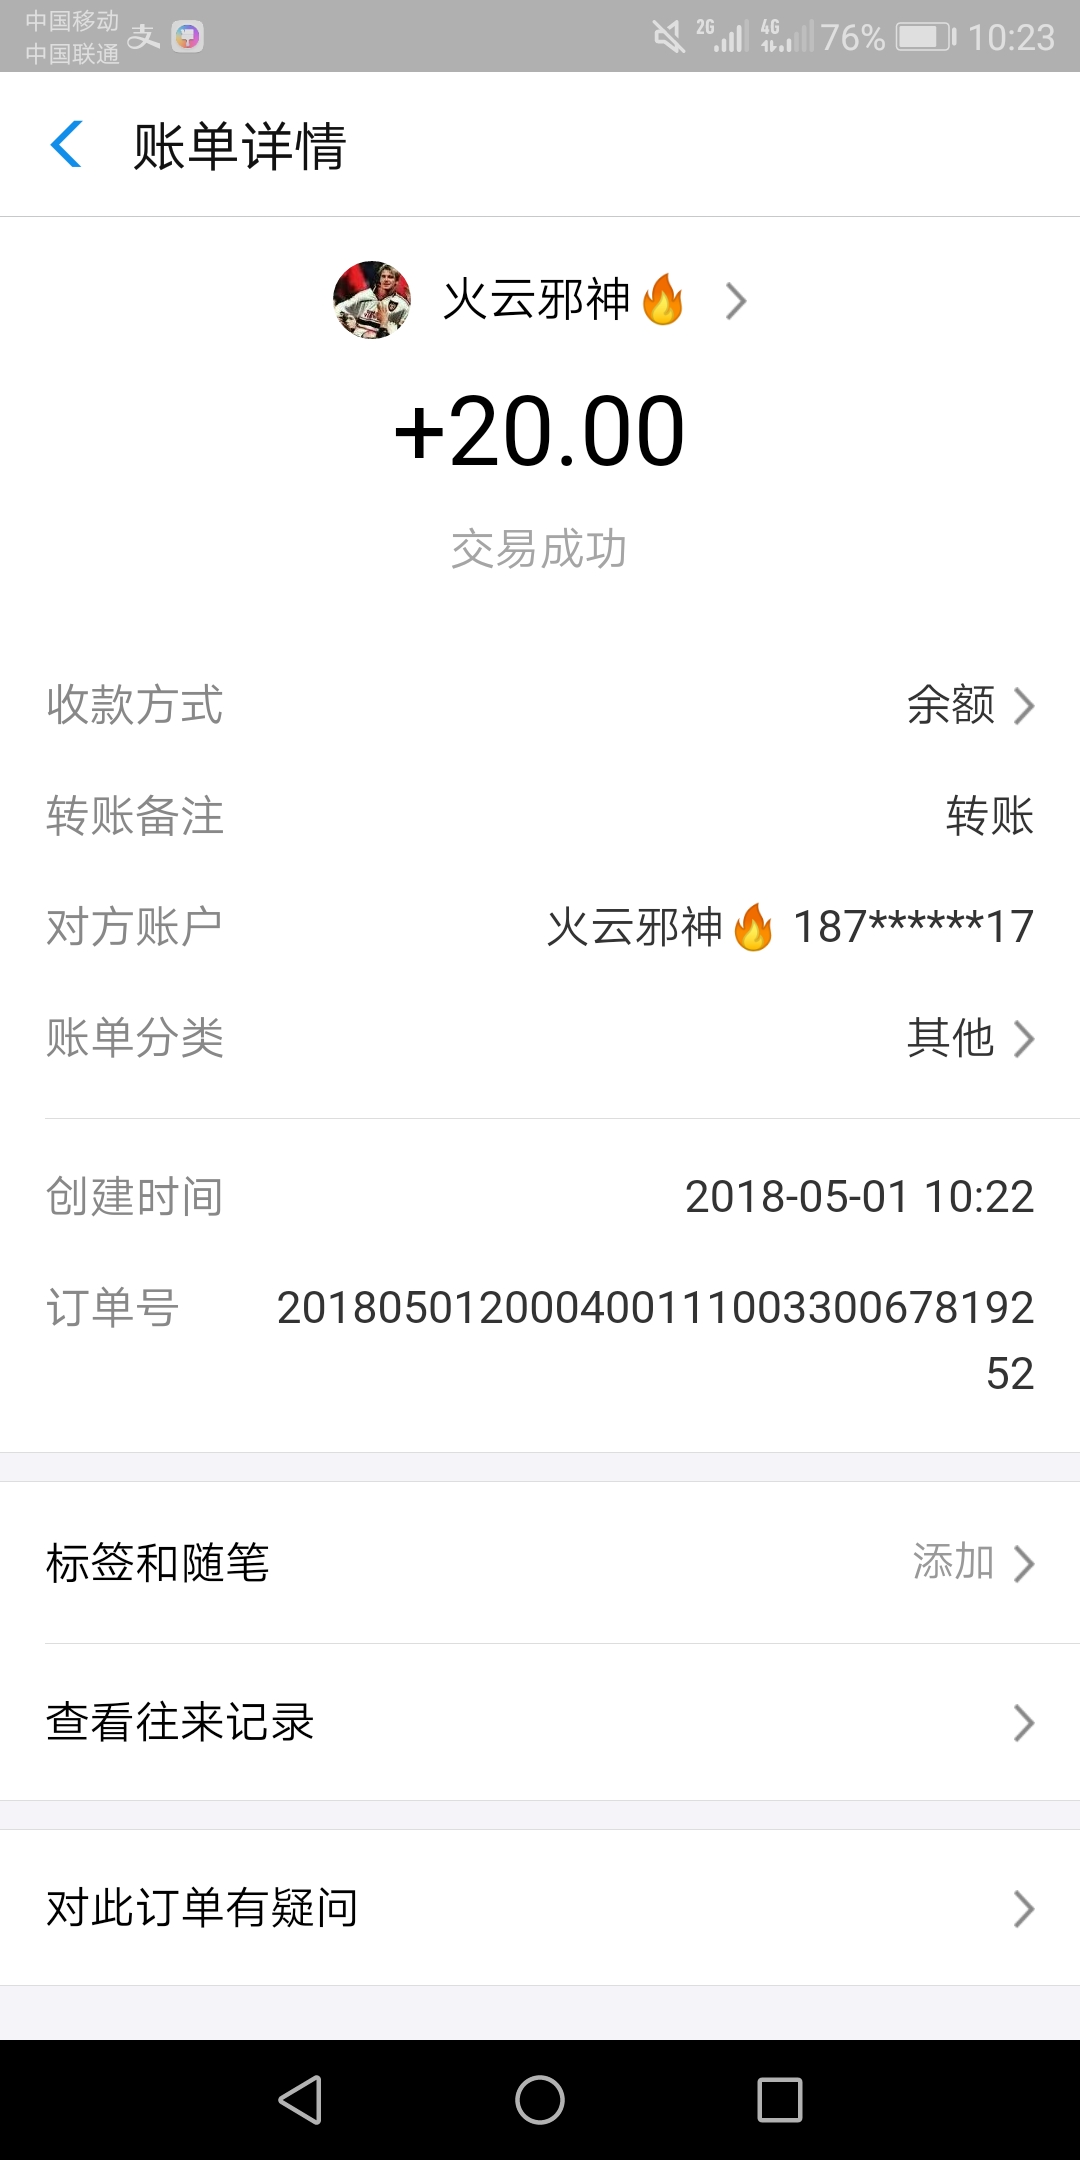 中国移动
中国联通
支 2G 4G 76% 10:23
账单详情
火云邪神🔥
+20.00
交易成功
收款方式 余额
转账备注 转账
对方账户 火云邪神🔥 187******17
账单分类 其他
创建时间 2018-05-01 10:22
订单号 201805012000400111003300678192
52
标签和随笔 添加
查看往来记录
对此订单有疑问